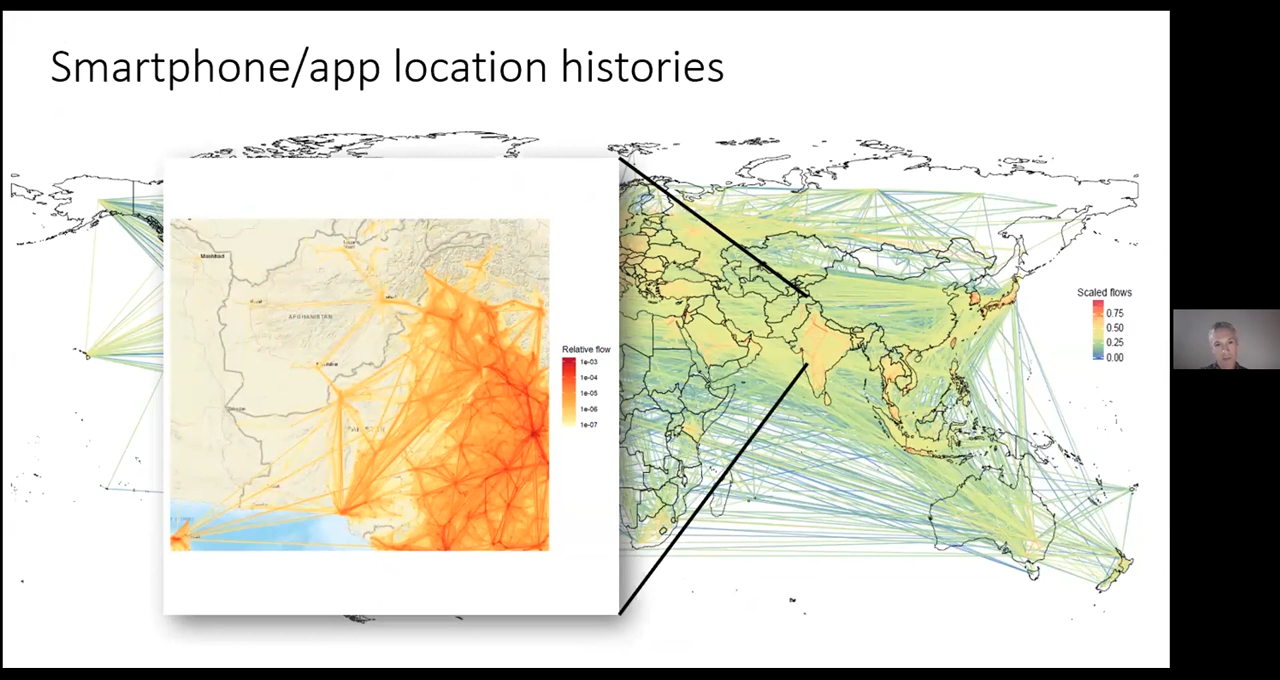 Smartphone/app location histories
Mashhad
AFGHANISTAN
Relative flow
1e-03
1e-04
1e-05
1e-06
1e-07
Scaled flows
0.75
0.50
0.25
0.00